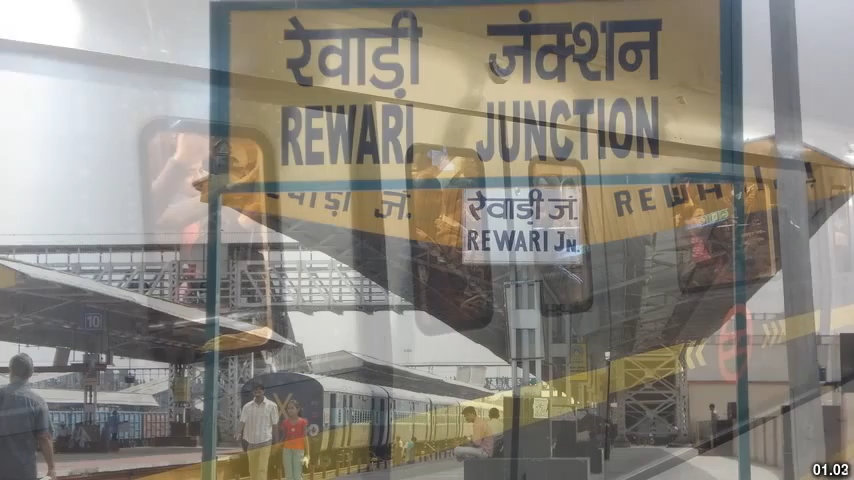 रेवाड़ी जंक्शन
REWARI JUNCTION
रेवाड़ी जं.
REWARI JN.
10
01.02